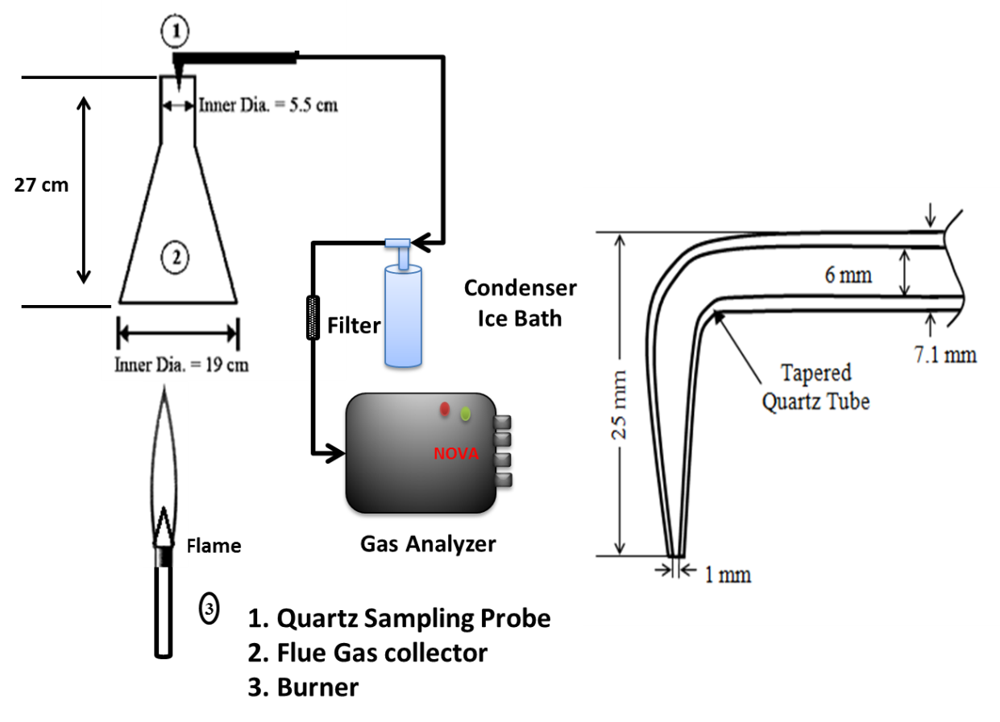 1
Inner Dia. = 5.5 cm
27 cm
2
Inner Dia. = 19 cm
Condenser
Ice Bath
Filter
NOVA
Gas Analyzer
Flame
3
1. Quartz Sampling Probe
2. Flue Gas collector
3. Burner
6 mm
7.1 mm
Tapered
Quartz Tube
25 mm
1 mm